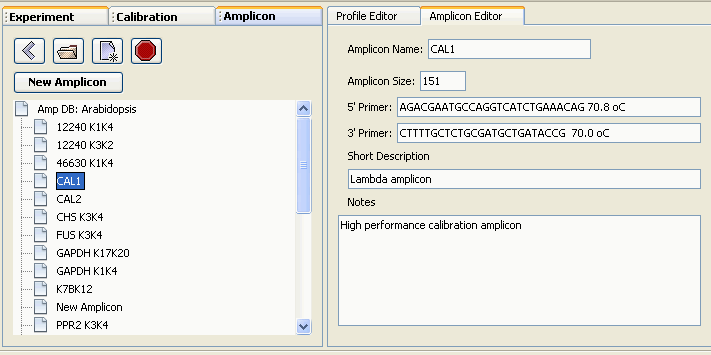 Experiment Calibration Amplicon
New Amplicon
Amp DB: Arabidopsis
12240 K1K4
12240 K3K2
46630 K1K4
CAL1
CAL2
CHS K3K4
FUS K3K4
GAPDH K17K20
GAPDH K1K4
K7BK12
New Amplicon
PPR2 K3K4
Profile Editor Amplicon Editor
Amplicon Name: CAL1
Amplicon Size: 151
5' Primer: AGACGAATGCCAGGTCATCTGAAACAG 70.8 oC
3' Primer: CTTTTGCTCTGCGATGCTGATACCG 70.0 oC
Short Description
Lambda amplicon
Notes
High performance calibration amplicon